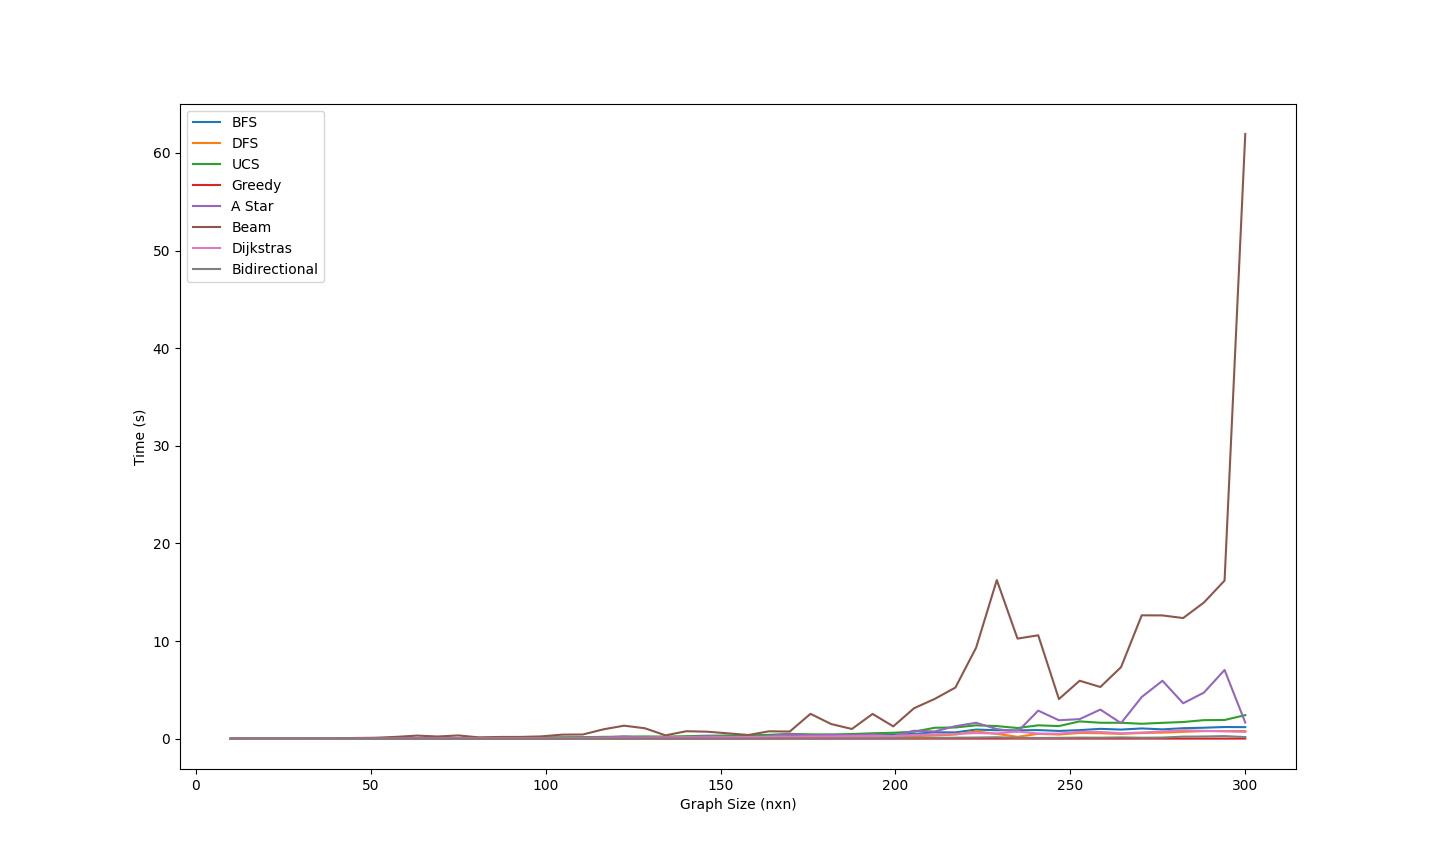 BFS
DFS
UCS
Greedy
A Star
Beam
Dijkstras
Bidirectional
60
50
40
30
20
10
0
Time (s)
0 50 100 150 200 250 300
Graph Size (nxn)